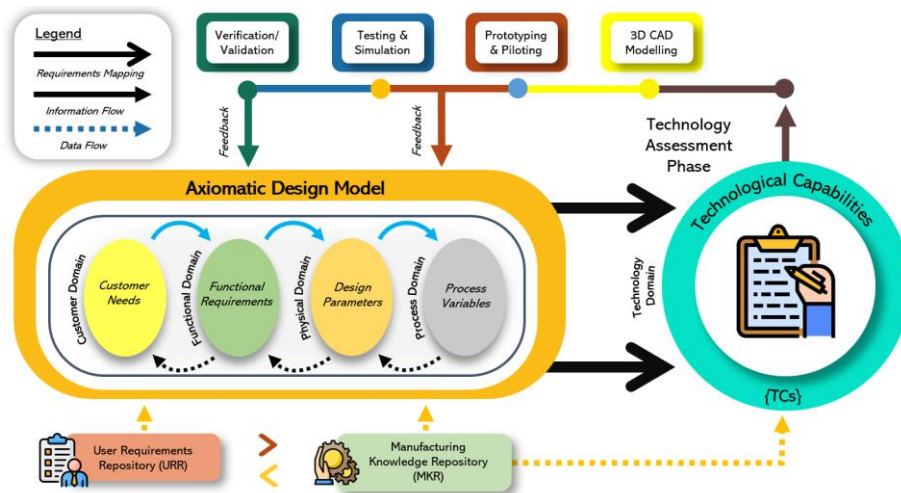 Legend
Requirements Mapping
Information Flow
Data Flow
Verification/
Validation
Testing &
Simulation
Prototyping
& Piloting
3D CAD
Modelling
Feedback
Feedback
Technology
Assessment
Phase
Axiomatic Design Model
Customer Domain
Customer
Needs
Functional Domain
Functional
Requirements
Physical Domain
Design
Parameters
Process Domain
Process
Variables
Technology
Domain
Technological Capabilities
{TCs}
User Requirements
Repository (URR)
Manufacturing
Knowledge Repository
(MKR)